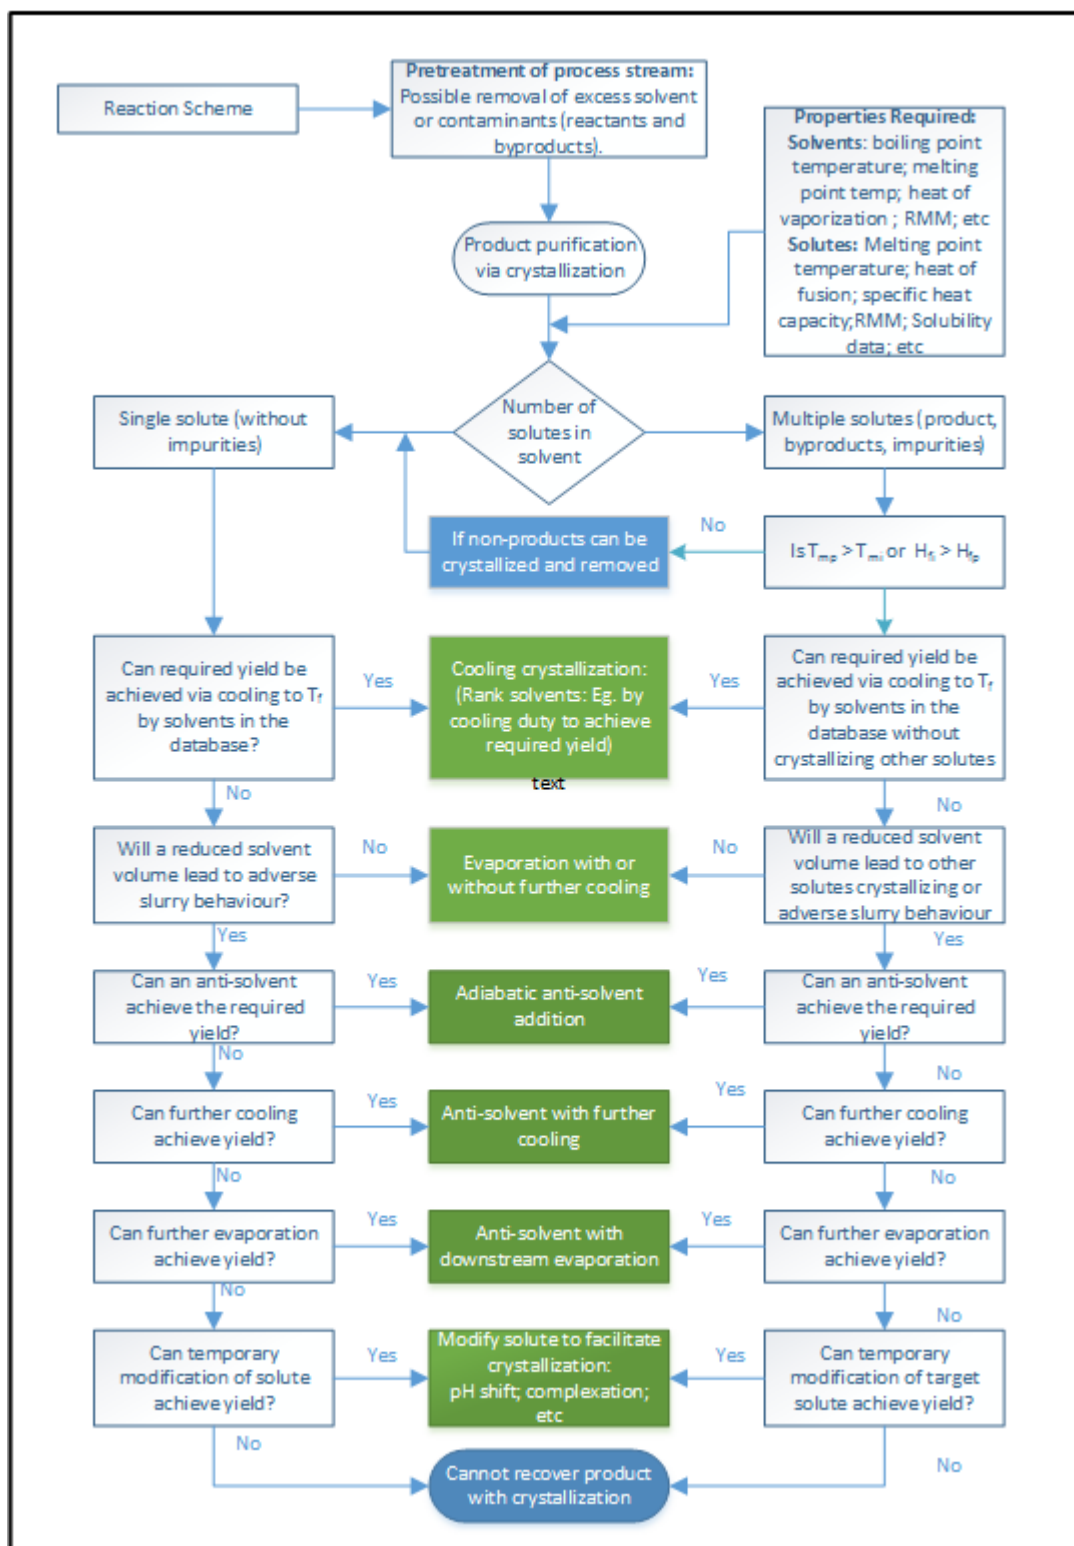 Reaction Scheme
Pretreatment of process stream:
Possible removal of excess solvent
or contaminants (reactants and
byproducts).
Properties Required:
Solvents: boiling point
temperature; melting
point temp; heat of
vaporization ; RMM; etc
Solutes: Melting point
temperature; heat of
fusion; specific heat
capacity;RMM; Solubility
data; etc
Product purification
via crystallization
Number of
solutes in
solvent
Single solute (without
impurities)
Multiple solutes (product,
byproducts, impurities)
If non-products can be
crystallized and removed
No
Is Tmp > Tmi or Hfi > Hfp
Can required yield be
achieved via cooling to Tf
by solvents in the
database?
Yes
Cooling crystallization:
(Rank solvents: Eg. by
cooling duty to achieve
required yield)
text
Yes
Can required yield be
achieved via cooling to Tf
by solvents in the
database without
crystallizing other solutes
No
No
Will a reduced solvent
volume lead to adverse
slurry behaviour?
No
Evaporation with or
without further cooling
No
Will a reduced solvent
volume lead to other
solutes crystallizing or
adverse slurry behaviour
Yes
Yes
Can an anti-solvent
achieve the required
yield?
Yes
Adiabatic anti-solvent
addition
Yes
Can an anti-solvent
achieve the required
yield?
No
No
Can further cooling
achieve yield?
Yes
Anti-solvent with further
cooling
Yes
Can further cooling
achieve yield?
No
No
Can further evaporation
achieve yield?
Yes
Anti-solvent with
downstream evaporation
Yes
Can further evaporation
achieve yield?
No
No
Can temporary
modification of solute
achieve yield?
Yes
Modify solute to facilitate
crystallization:
pH shift; complexation;
etc
Yes
Can temporary
modification of target
solute achieve yield?
No
No
Cannot recover product
with crystallization